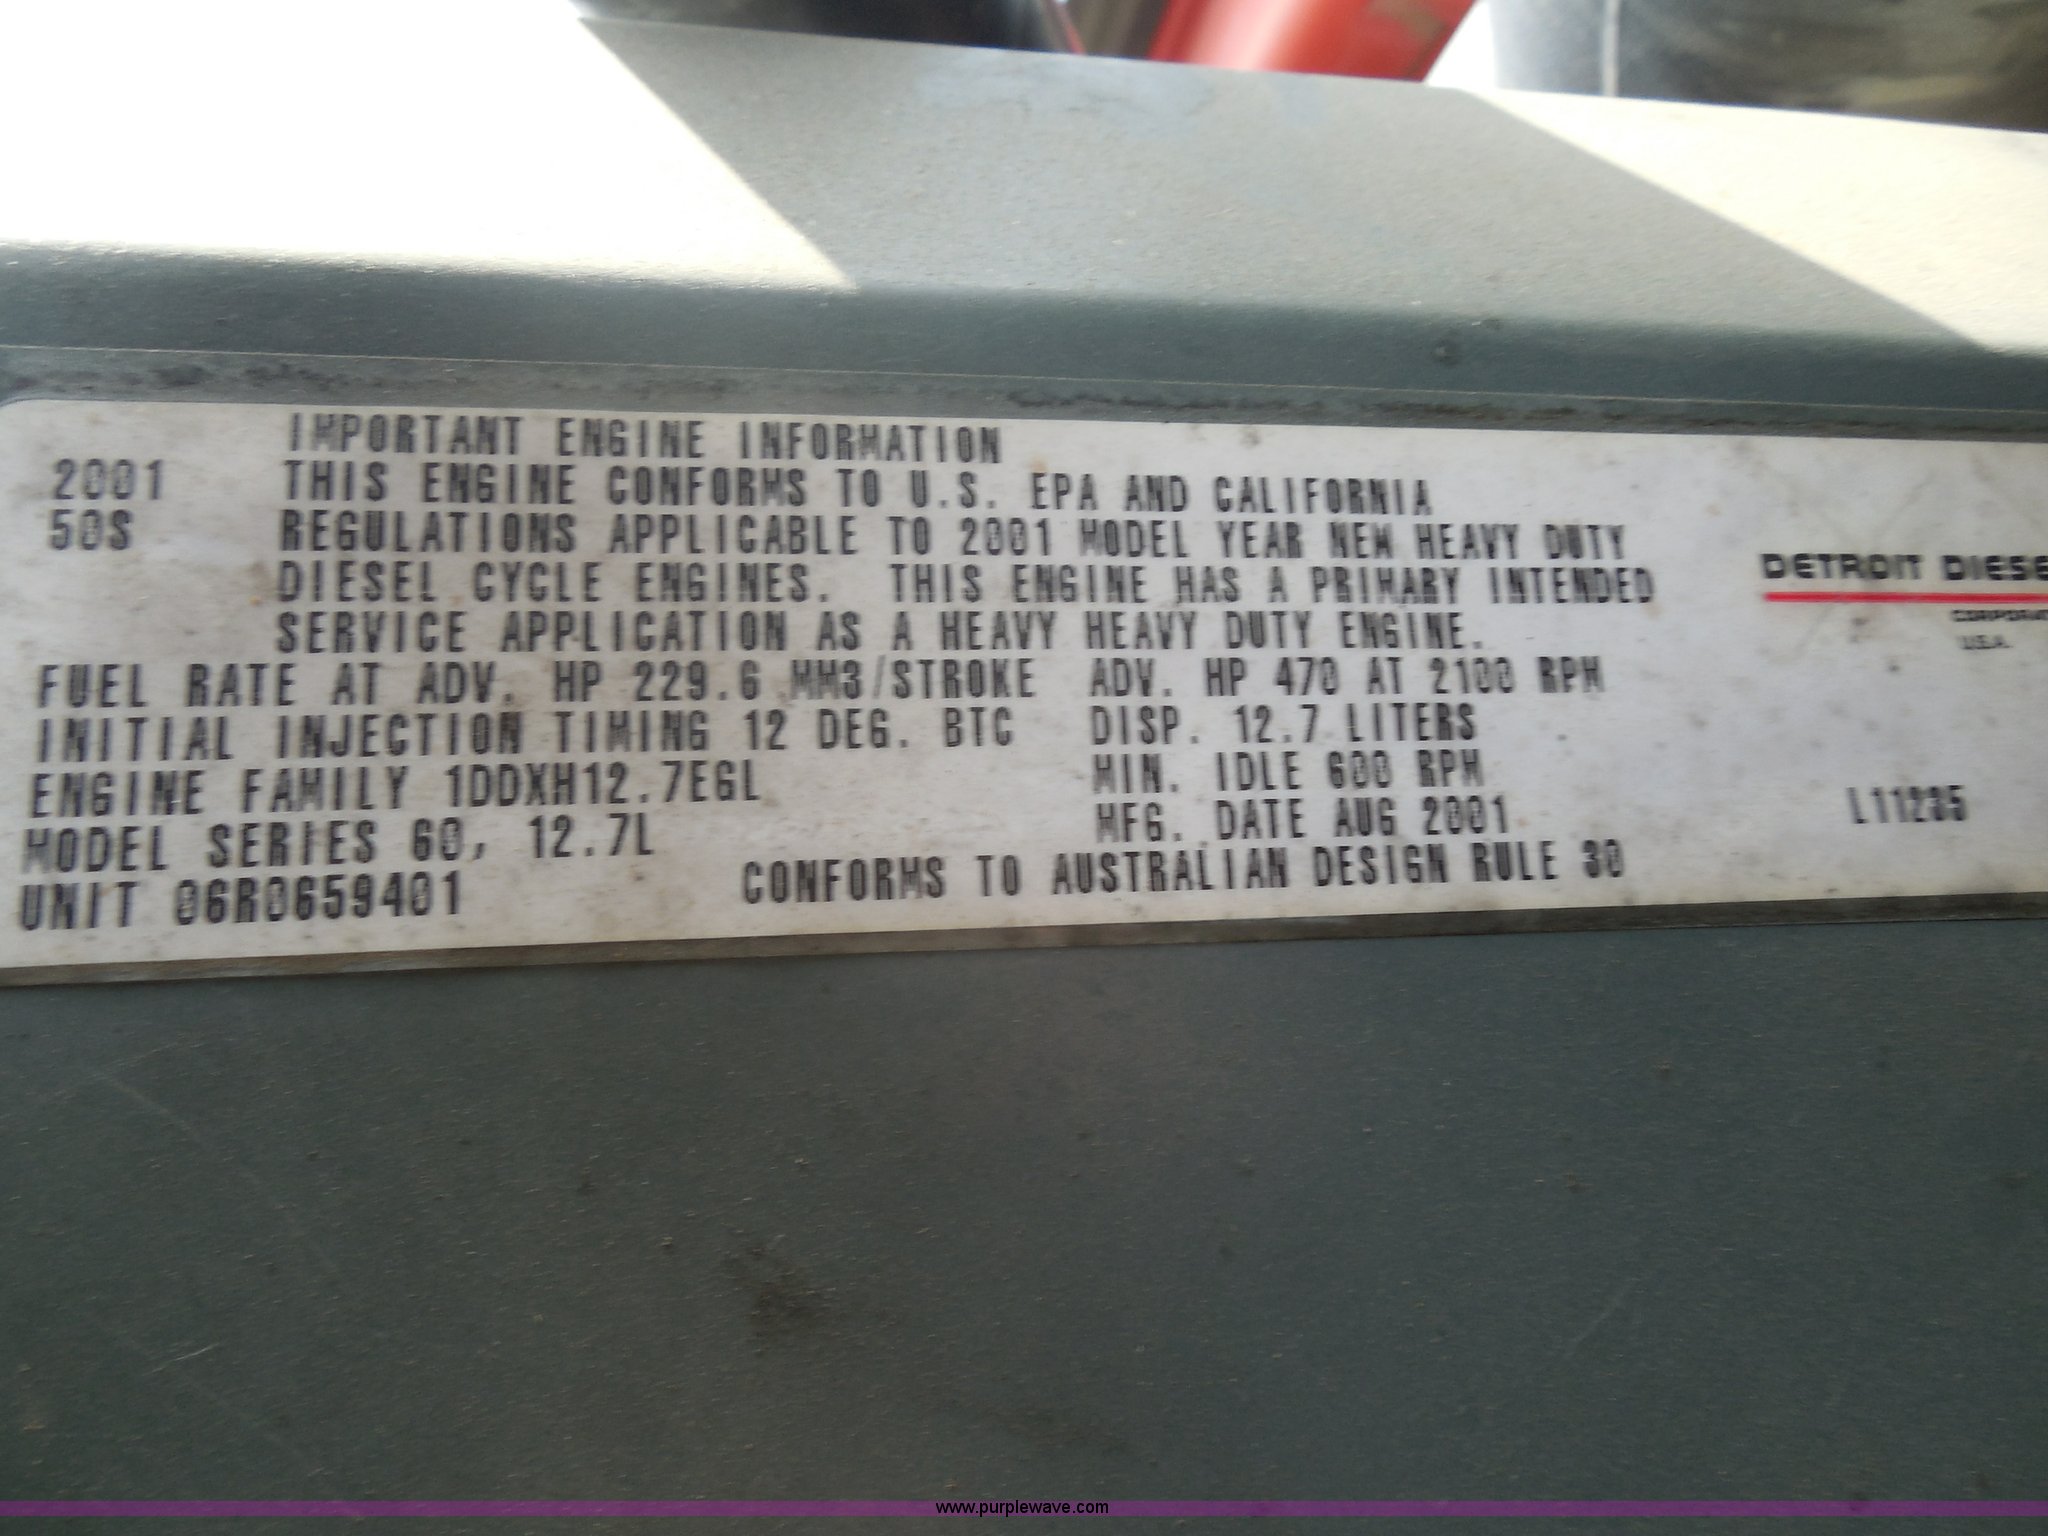 IMPORTANT ENGINE INFORMATION
2001 THIS ENGINE CONFORMS TO U.S. EPA AND CALIFORNIA
50S REGULATIONS APPLICABLE TO 2001 MODEL YEAR NEW HEAVY DUTY
DIESEL CYCLE ENGINES. THIS ENGINE HAS A PRIMARY INTENDED
SERVICE APPLICATION AS A HEAVY HEAVY DUTY ENGINE.
FUEL RATE AT ADV. HP 229.6 MM3/STROKE ADV. HP 470 AT 2100 RPM
INITIAL INJECTION TIMING 12 DEG. BTC DISP. 12.7 LITERS
ENGINE FAMILY 1DDXH12.7EGL MIN. IDLE 600 RPM
MODEL SERIES 60, 12.7L MFG. DATE AUG 2001
UNIT 06R0659401 CONFORMS TO AUSTRALIAN DESIGN RULE 30
DETROIT DIESE
CORPORAT
U.S.A.
L11235
www.purplewave.com